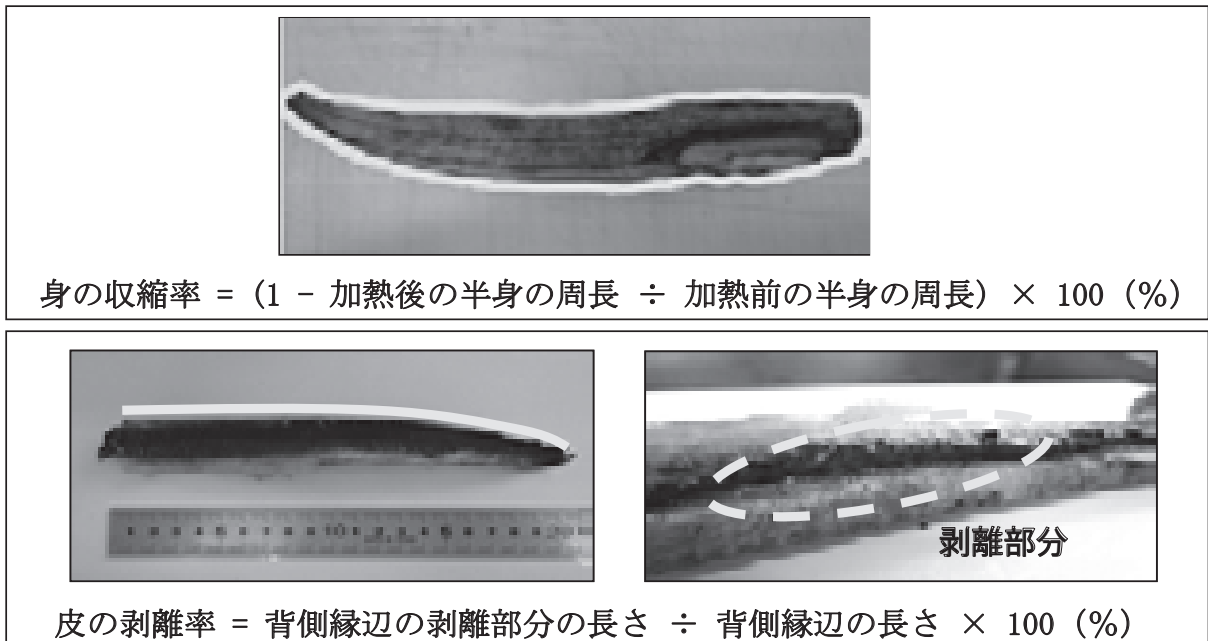 身の収縮率 = (1 - 加熱後の半身の周長 ÷ 加熱前の半身の周長) × 100 (%)
剥離部分
皮の剥離率 = 背側縁辺の剥離部分の長さ ÷ 背側縁辺の長さ × 100 (%)